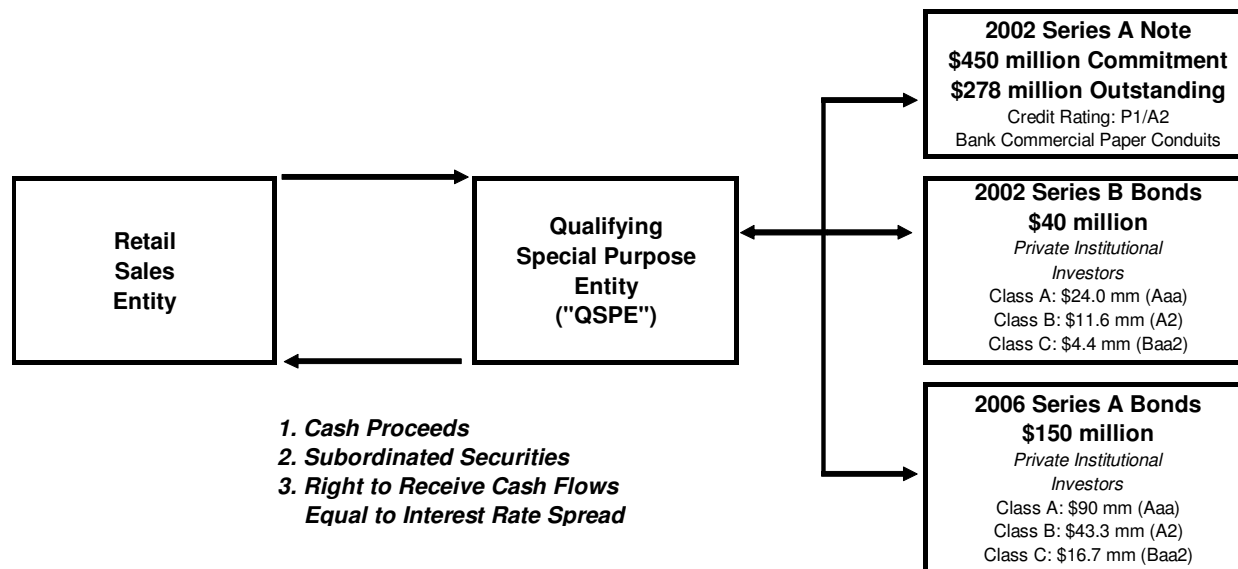 Retail
Sales
Entity
Qualifying
Special Purpose
Entity
("QSPE")
1. Cash Proceeds
2. Subordinated Securities
3. Right to Receive Cash Flows
Equal to Interest Rate Spread
2002 Series A Note
$450 million Commitment
$278 million Outstanding
Credit Rating: P1/A2
Bank Commercial Paper Conduits
2002 Series B Bonds
$40 million
Private Institutional
Investors
Class A: $24.0 mm (Aaa)
Class B: $11.6 mm (A2)
Class C: $4.4 mm (Baa2)
2006 Series A Bonds
$150 million
Private Institutional
Investors
Class A: $90 mm (Aaa)
Class B: $43.3 mm (A2)
Class C: $16.7 mm (Baa2)